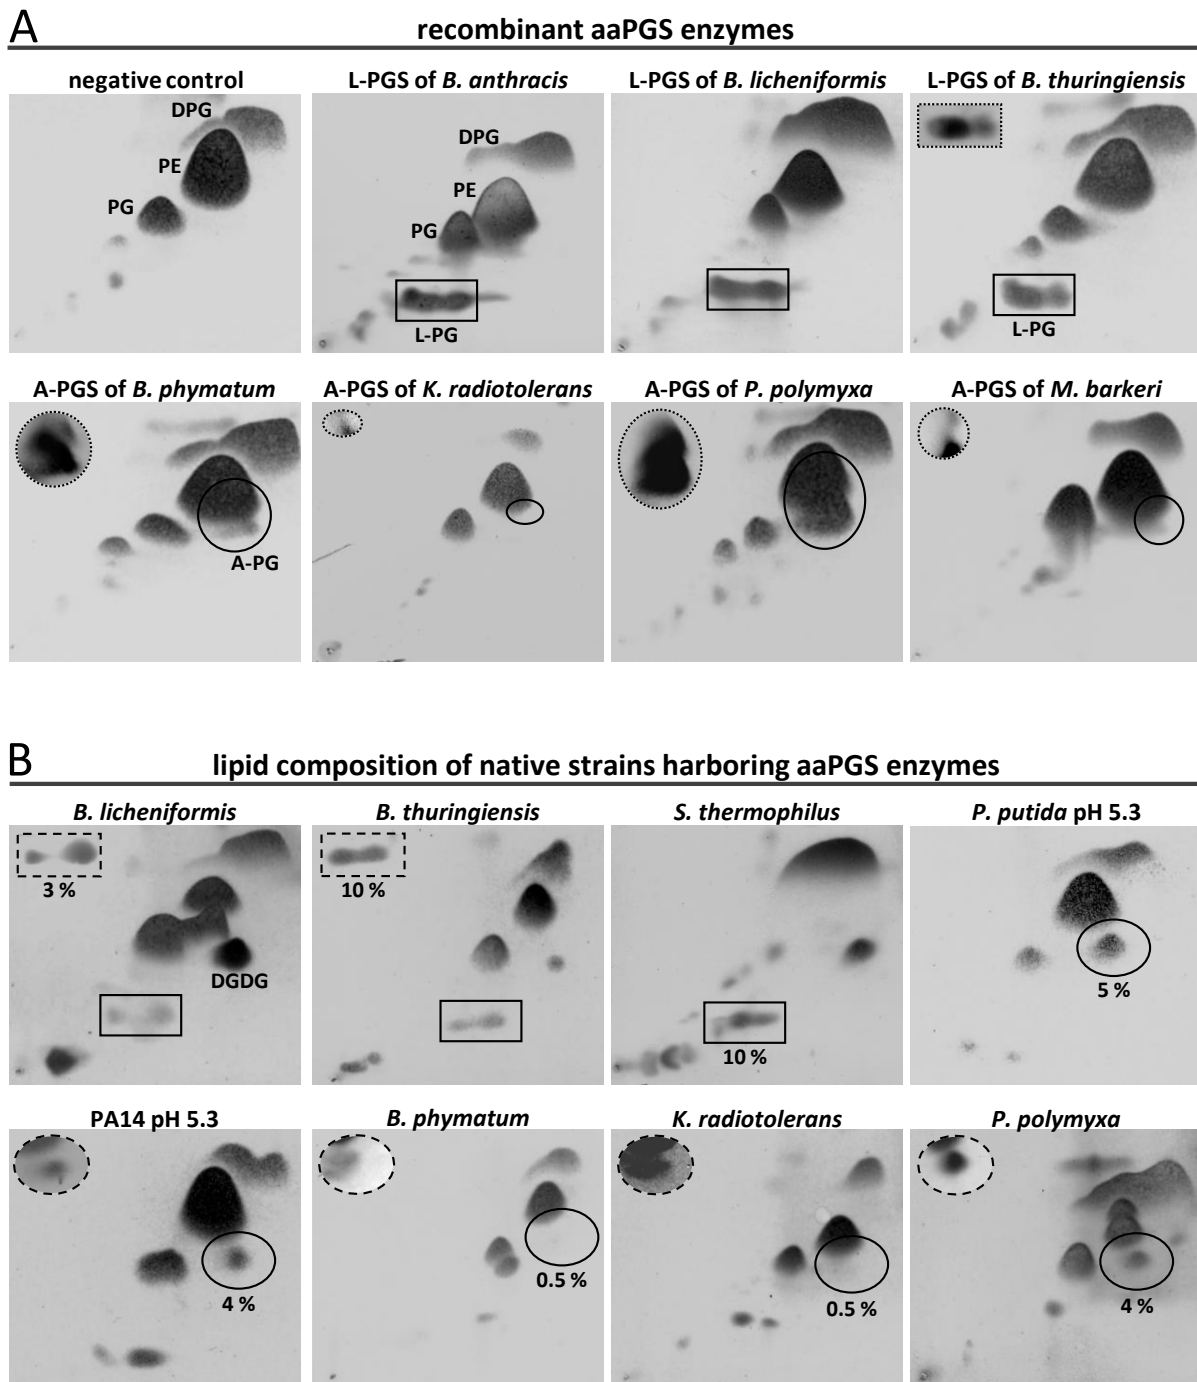 A
recombinant aaPGS enzymes
negative control
L-PGS of B. anthracis
L-PGS of B. licheniformis
L-PGS of B. thuringiensis
DPG
PE
PG
DPG
PE
PG
L-PG
L-PG
A-PGS of B. phymatum
A-PGS of K. radiotolerans
A-PGS of P. polymyxa
A-PGS of M. barkeri
A-PG
B
lipid composition of native strains harboring aaPGS enzymes
B. licheniformis
B. thuringiensis
S. thermophilus
P. putida pH 5.3
3 %
10 %
DGDG
10 %
5 %
PA14 pH 5.3
B. phymatum
K. radiotolerans
P. polymyxa
4 %
0.5 %
0.5 %
4 %